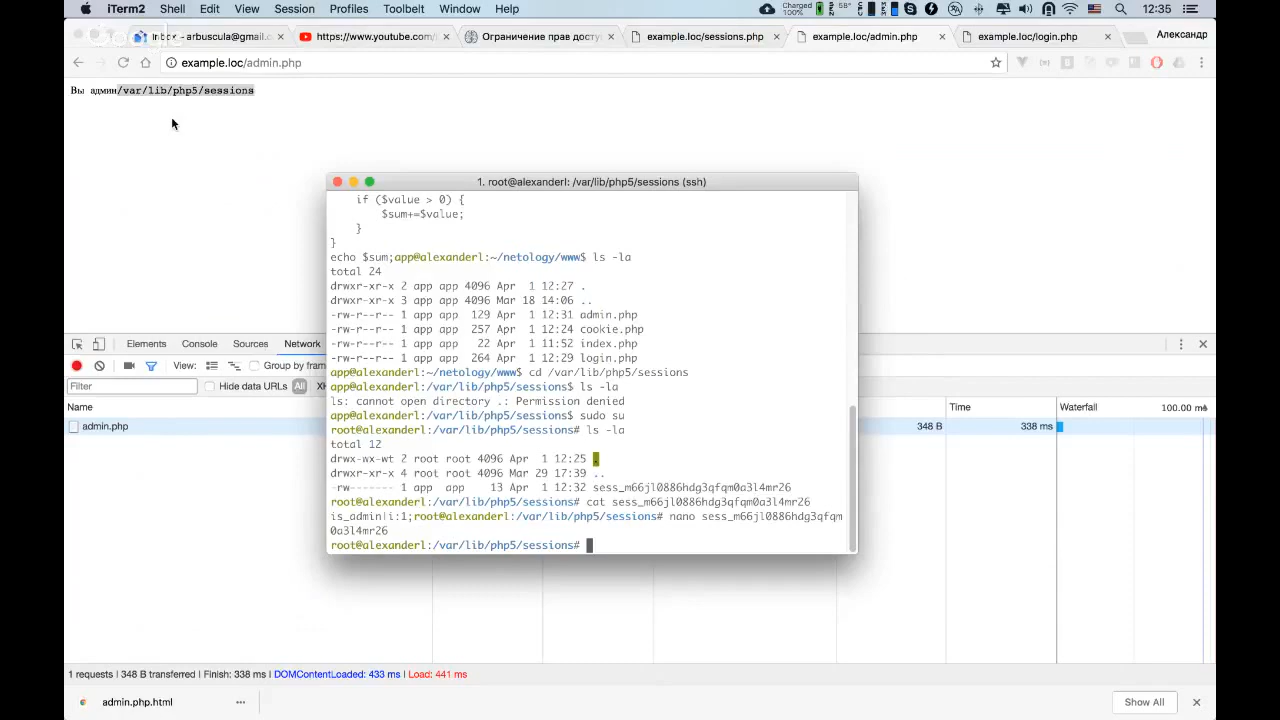 iTerm2 Shell Edit View Session Profiles Toolbelt Window Help Charged 100% 58° 12:35
Google
Inbox - arbuscula@gmail.c https://www.youtube.com/ Ограничение прав досту example.loc/sessions.php example.loc/admin.php example.loc/login.php Александр
example.loc/admin.php
Вы админ/var/lib/php5/sessions
1. root@alexanderl: /var/lib/php5/sessions (ssh)
if ($value > 0) {
$sum+=$value;
}
}
echo $sum;app@alexanderl:~/netology/www$ ls -la
total 24
drwxr-xr-x 2 app app 4096 Apr 1 12:27 .
drwxr-xr-x 3 app app 4096 Mar 18 14:06 ..
-rw-r--r-- 1 app app 129 Apr 1 12:31 admin.php
-rw-r--r-- 1 app app 257 Apr 1 12:24 cookie.php
-rw-r--r-- 1 app app 22 Apr 1 11:52 index.php
-rw-r--r-- 1 app app 264 Apr 1 12:29 login.php
app@alexanderl:~/netology/www$ cd /var/lib/php5/sessions
app@alexanderl:/var/lib/php5/sessions$ ls -la
ls: cannot open directory .: Permission denied
app@alexanderl:/var/lib/php5/sessions$ sudo su
root@alexanderl:/var/lib/php5/sessions# ls -la
total 12
drwx-wx-wt 2 root root 4096 Apr 1 12:25 .
drwxr-xr-x 4 root root 4096 Mar 29 17:39 ..
-rw------- 1 app app 13 Apr 1 12:32 sess_m66jl0886hdg3qfqm0a3l4mr26
root@alexanderl:/var/lib/php5/sessions# cat sess_m66jl0886hdg3qfqm0a3l4mr26
is_admin|i:1;root@alexanderl:/var/lib/php5/sessions# nano sess_m66jl0886hdg3qfqm
0a3l4mr26
root@alexanderl:/var/lib/php5/sessions#
Elements Console Sources Network
View: Group by fram
Filter Hide data URLs All XH
Name Time Waterfall 100.00 ms
admin.php 348 B 338 ms
1 requests | 348 B transferred | Finish: 338 ms | DOMContentLoaded: 433 ms | Load: 441 ms
admin.php.html Show All